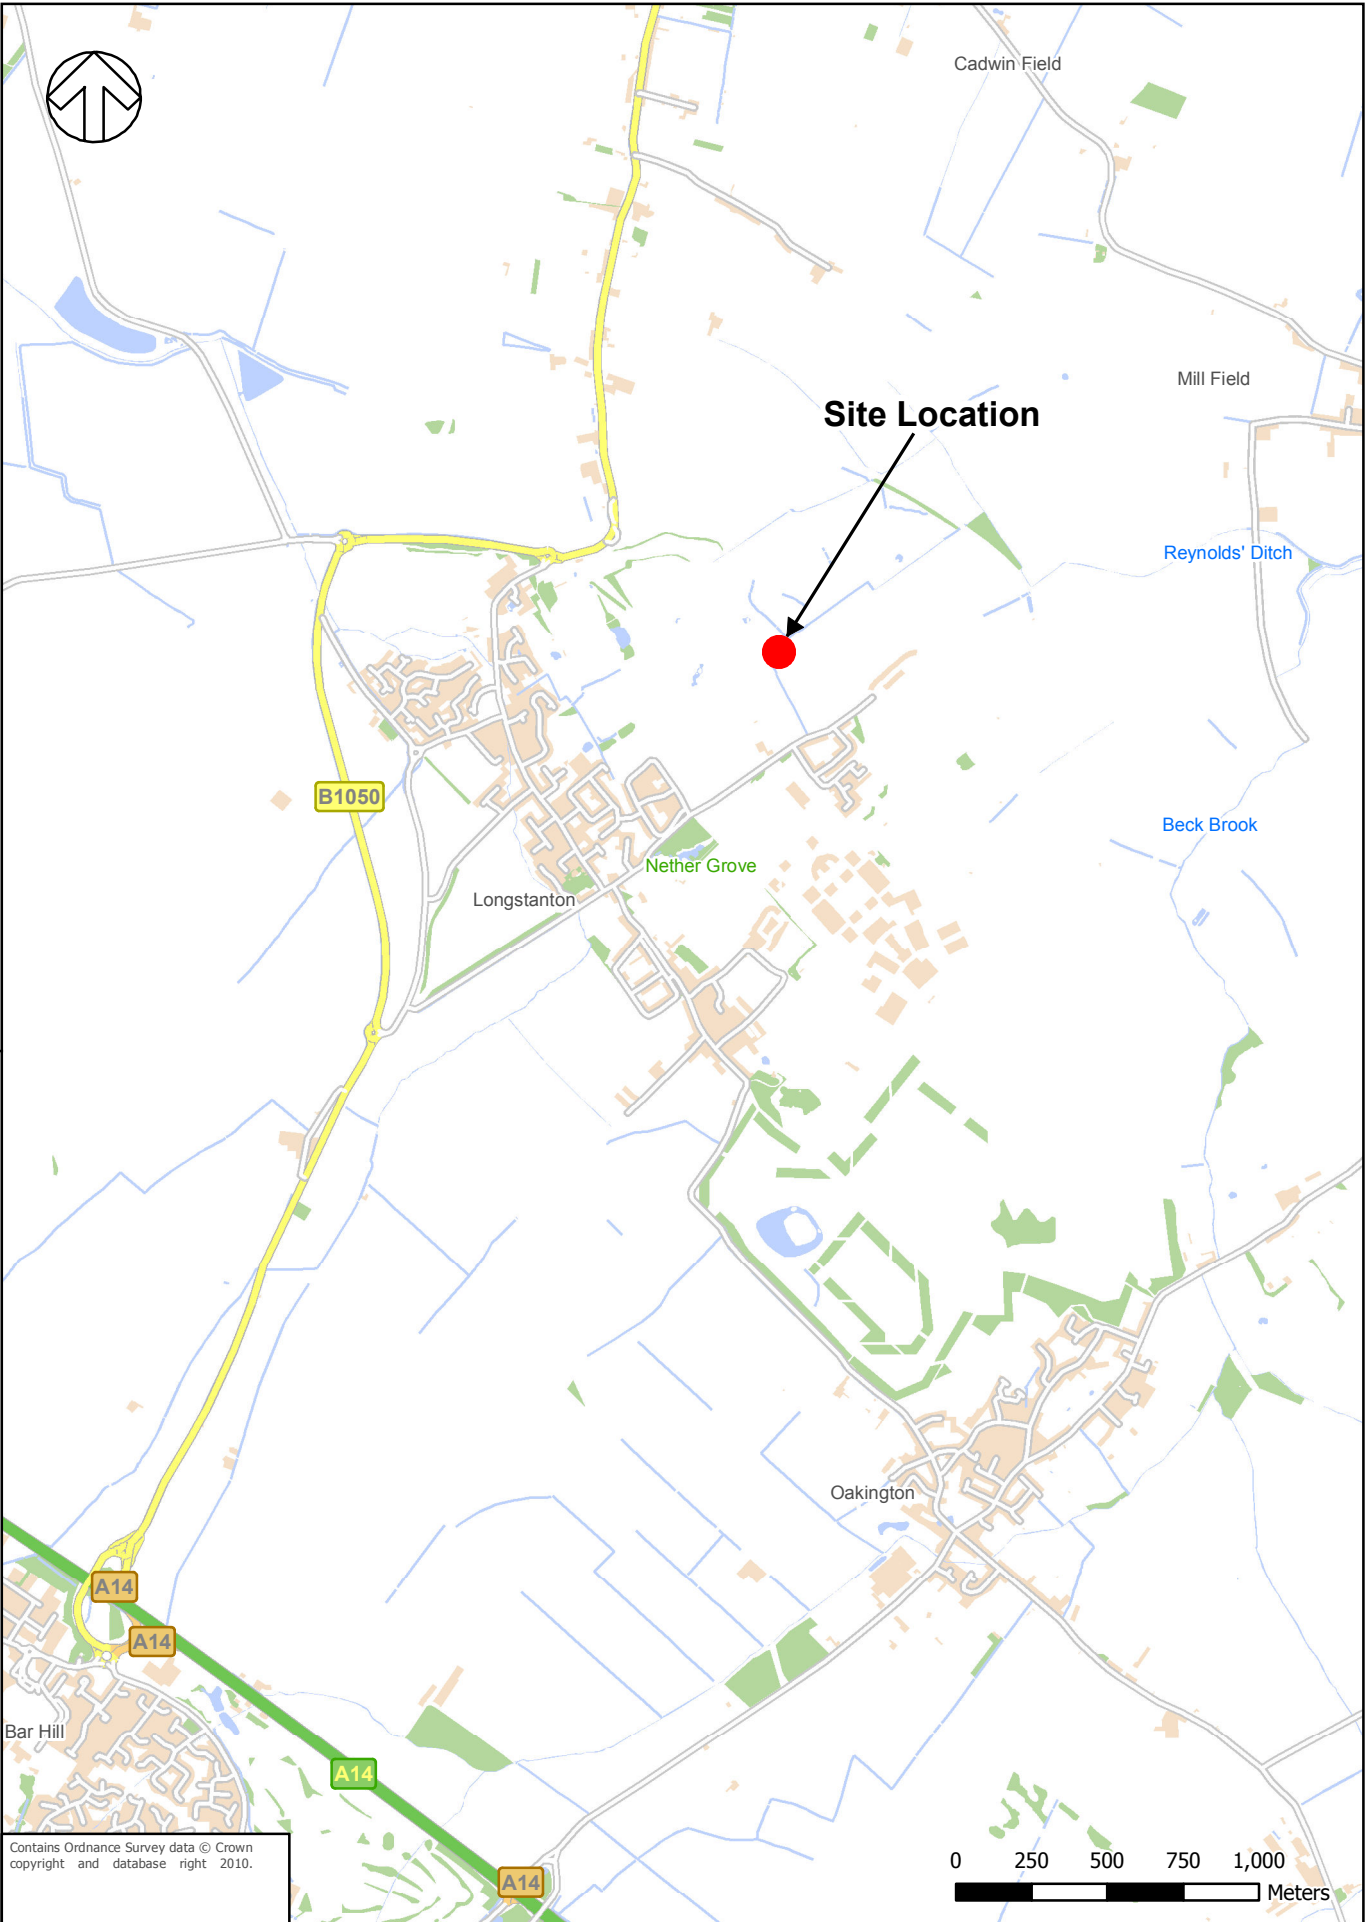 Cadwin Field
Mill Field
Site Location
Reynolds' Ditch
B1050
Beck Brook
Nether Grove
Longstanton
Oakington
A14
A14
Bar Hill
A14
A14
Contains Ordnance Survey data © Crown
copyright and database right 2010.
0 250 500 750 1,000
Meters